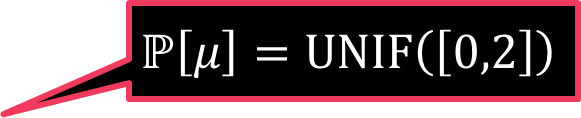 ℙ[𝜇] = UNIF([0,2])